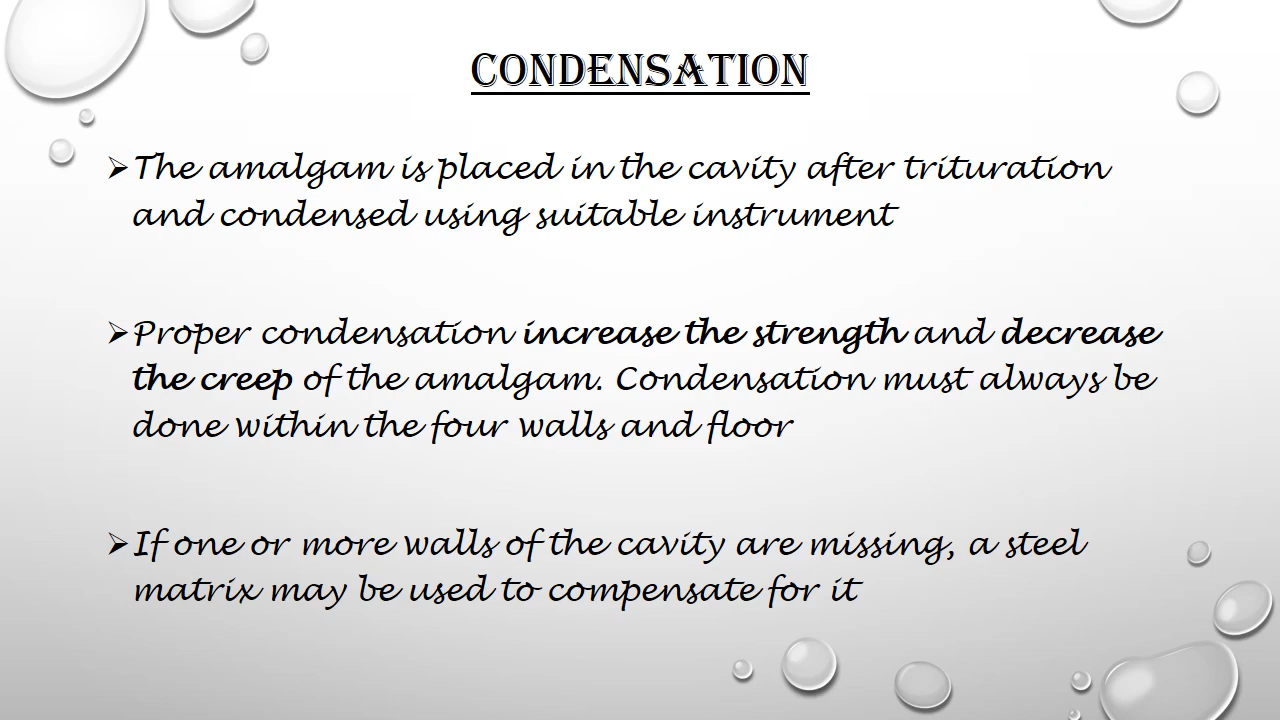 CONDENSATION
➢The amalgam is placed in the cavity after trituration
and condensed using suitable instrument
➢Proper condensation increase the strength and decrease
the creep of the amalgam. Condensation must always be
done within the four walls and floor
➢If one or more walls of the cavity are missing, a steel
matrix may be used to compensate for it